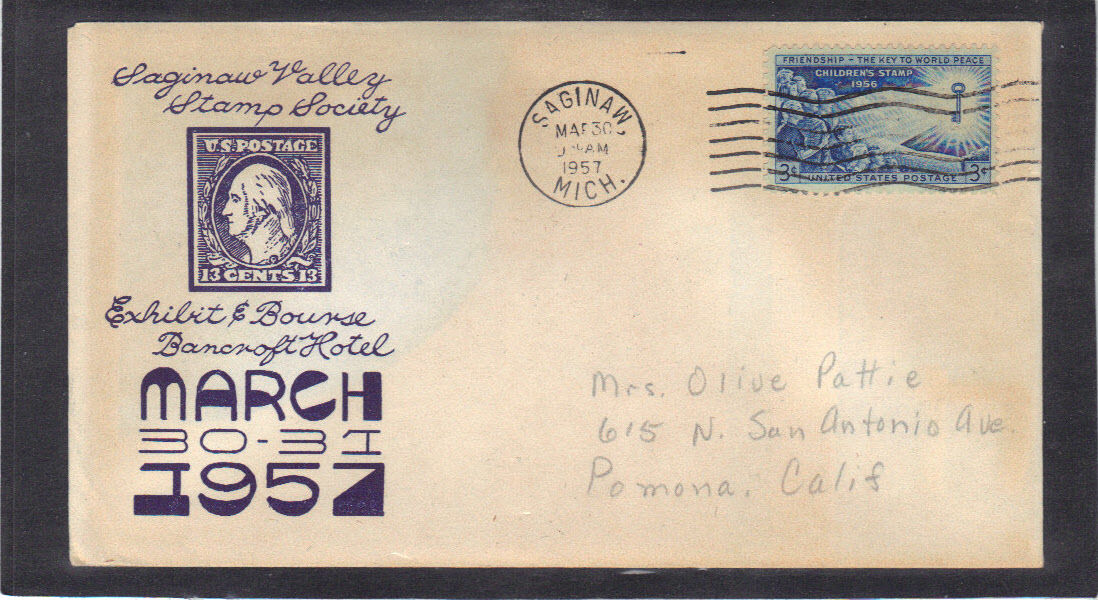 Saginaw Valley
Stamp Society
U.S. POSTAGE
13 CENTS 13
Exhibit & Bourse
Bancroft Hotel
MARCH
30-31
1957
SAGINAW
MAR 30
AM
1957
MICH.
FRIENDSHIP - THE KEY TO WORLD PEACE
CHILDREN'S STAMP
1956
3¢ UNITED STATES POSTAGE 3¢
Mrs. Olive Pattie
615 N. San Antonio Ave.
Pomona, Calif